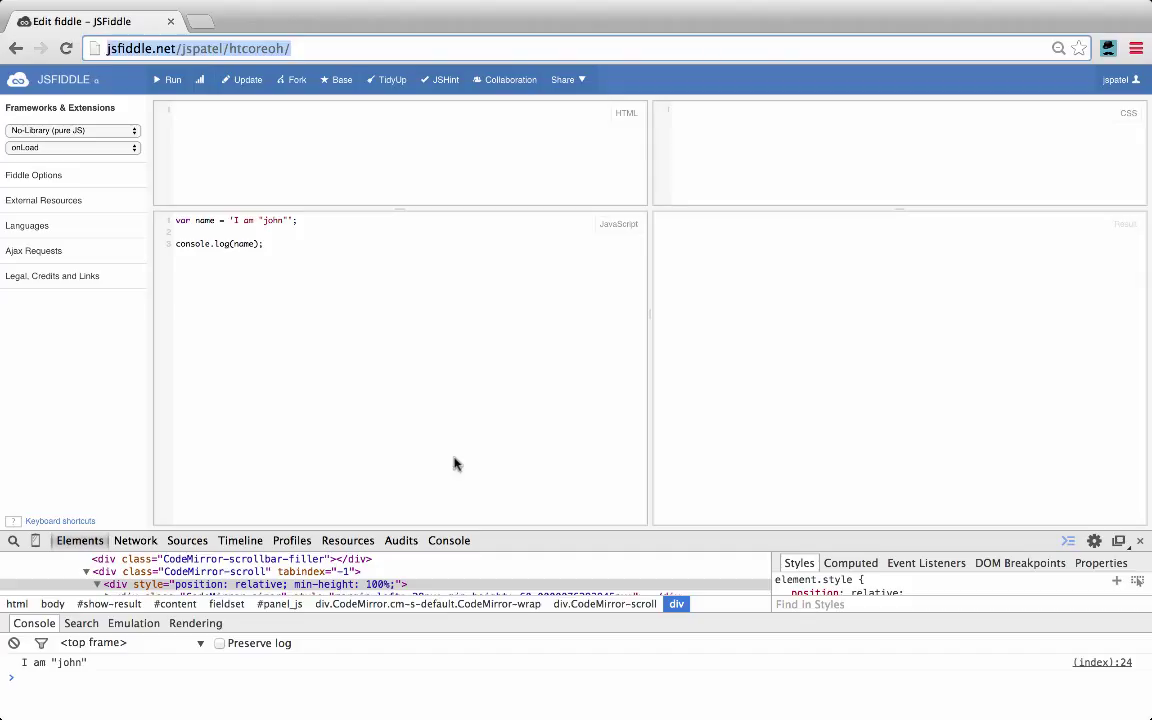 Edit fiddle - JSFiddle
jsfiddle.net/jspatel/htcoreoh/
JSFIDDLE α
Run
Update
Fork
Base
TidyUp
JSHint
Collaboration
Share
jspatel
Frameworks & Extensions
No-Library (pure JS)
onLoad
Fiddle Options
External Resources
Languages
Ajax Requests
Legal, Credits and Links
? Keyboard shortcuts
1
HTML
1
CSS
1 var name = 'I am "john"';
2
3 console.log(name);
JavaScript
Result
Elements Network Sources Timeline Profiles Resources Audits Console
<div class="CodeMirror-scrollbar-filler"></div>
▼<div class="CodeMirror-scroll" tabindex="-1">
▼<div style="position: relative; min-height: 100%;">
html body #show-result #content fieldset #panel_js div.CodeMirror.cm-s-default.CodeMirror-wrap div.CodeMirror-scroll div
Styles Computed Event Listeners DOM Breakpoints Properties
element.style {
position: relative;
Find in Styles
Console Search Emulation Rendering
<top frame> ▼ Preserve log
I am "john" (index):24
>